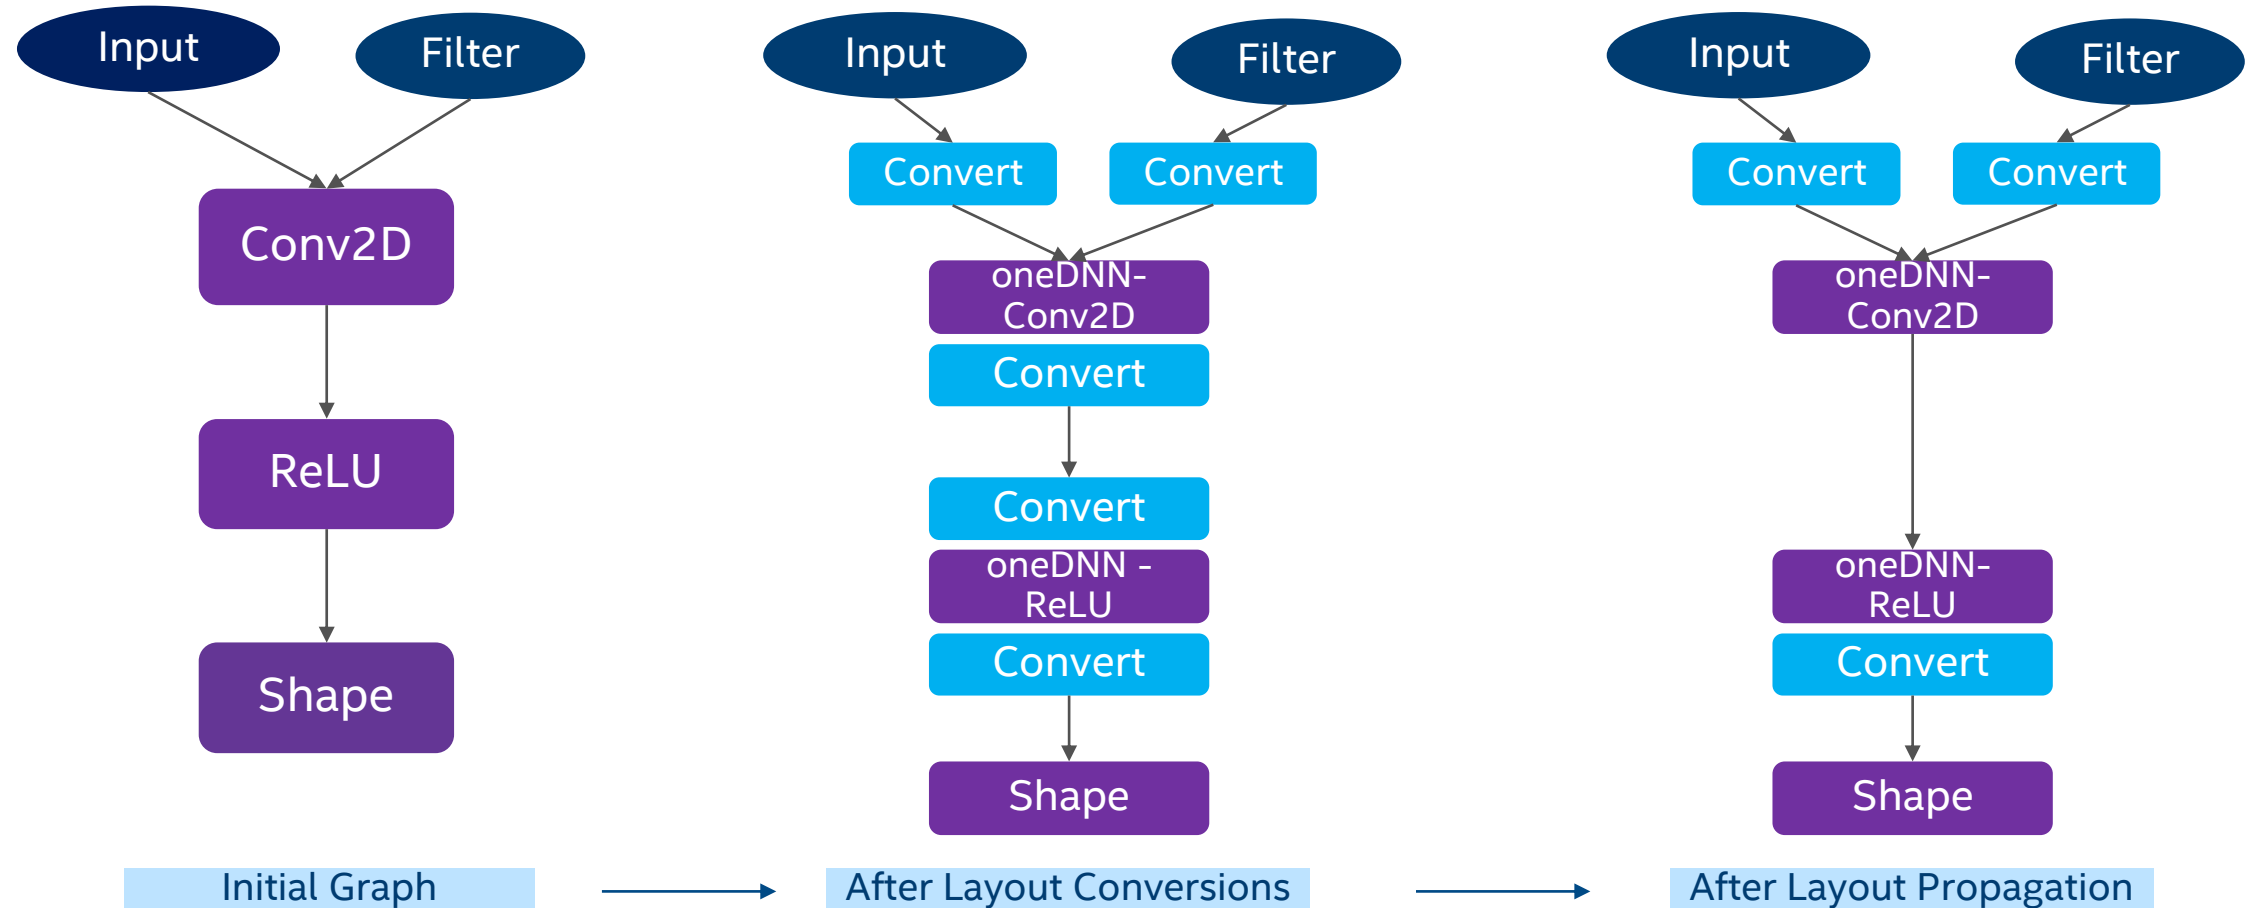 Input
Filter
Conv2D
ReLU
Shape
Initial Graph
Input
Filter
Convert
Convert
oneDNN-
Conv2D
Convert
Convert
oneDNN -
ReLU
Convert
Shape
After Layout Conversions
Input
Filter
Convert
Convert
oneDNN-
Conv2D
oneDNN-
ReLU
Convert
Shape
After Layout Propagation